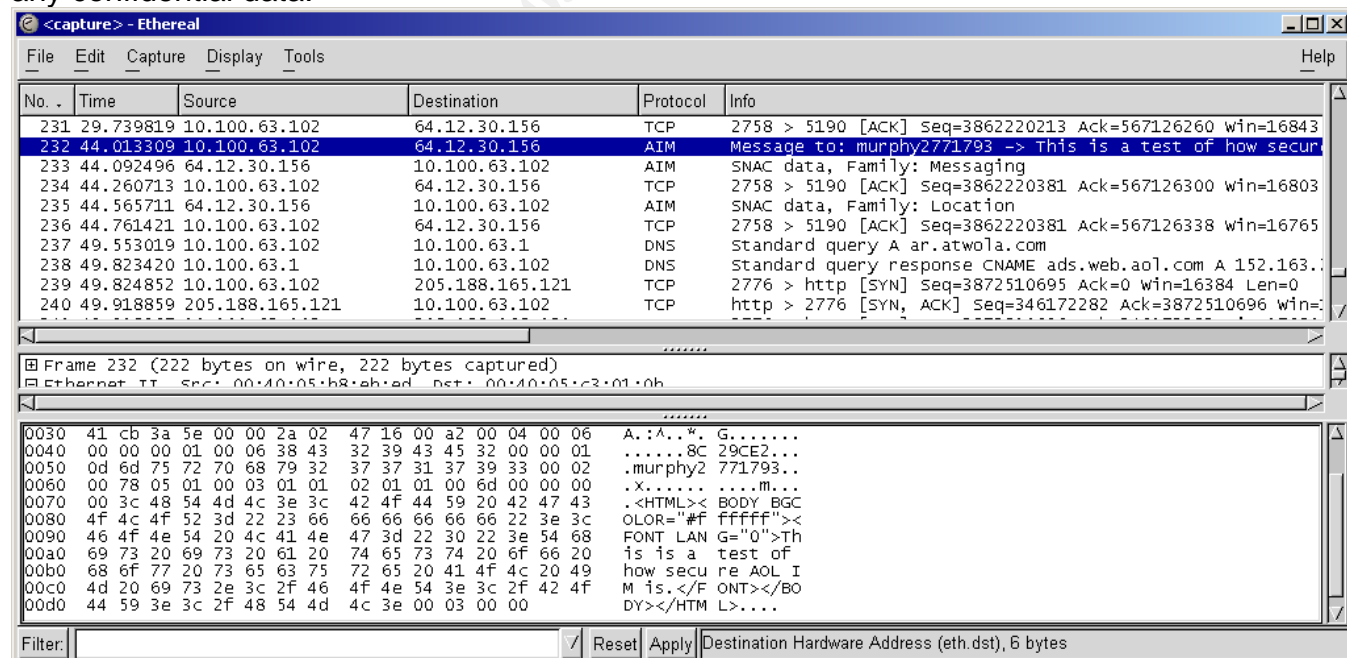 any confidential data.
<capture> - Ethereal
File Edit Capture Display Tools Help
No. Time Source Destination Protocol Info
231 29.739819 10.100.63.102 64.12.30.156 TCP 2758 > 5190 [ACK] Seq=3862220213 Ack=567126260 Win=16843
232 44.013309 10.100.63.102 64.12.30.156 AIM Message to: murphy2771793 -> This is a test of how secur
233 44.092496 64.12.30.156 10.100.63.102 AIM SNAC data, Family: Messaging
234 44.260713 10.100.63.102 64.12.30.156 TCP 2758 > 5190 [ACK] Seq=3862220381 Ack=567126300 Win=16803
235 44.565711 64.12.30.156 10.100.63.102 AIM SNAC data, Family: Location
236 44.761421 10.100.63.102 64.12.30.156 TCP 2758 > 5190 [ACK] Seq=3862220381 Ack=567126338 Win=16765
237 49.553019 10.100.63.102 10.100.63.1 DNS Standard query A ar.atwola.com
238 49.823420 10.100.63.1 10.100.63.102 DNS Standard query response CNAME ads.web.aol.com A 152.163.
239 49.824852 10.100.63.102 205.188.165.121 TCP 2776 > http [SYN] Seq=3872510695 Ack=0 Win=16384 Len=0
240 49.918859 205.188.165.121 10.100.63.102 TCP http > 2776 [SYN, ACK] Seq=346172282 Ack=3872510696 Win=
Frame 232 (222 bytes on wire, 222 bytes captured)
Ethernet II, Src: 00:40:05:b8:eb:ed, Dst: 00:40:05:c3:01:0b
0030 41 cb 3a 5e 00 00 2a 02 47 16 00 a2 00 04 00 06 A.:^..*. G.......
0040 00 00 00 01 00 06 38 43 32 39 43 45 32 00 00 01 ......8C 29CE2...
0050 0d 6d 75 72 70 68 79 32 37 37 31 37 39 33 00 02 .murphy2 771793..
0060 00 78 05 01 00 03 01 01 02 01 01 00 6d 00 00 00 .x...... ....m...
0070 00 3c 48 54 4d 4c 3e 3c 42 4f 44 59 20 42 47 43 .<HTML>< BODY BGC
0080 4f 4c 4f 52 3d 22 23 66 66 66 66 66 66 22 3e 3c OLOR="#f fffff"><
0090 46 4f 4e 54 20 4c 41 4e 47 3d 22 30 22 3e 54 68 FONT LAN G="0">Th
00a0 69 73 20 69 73 20 61 20 74 65 73 74 20 6f 66 20 is is a test of
00b0 68 6f 77 20 73 65 63 75 72 65 20 41 4f 4c 20 49 how secu re AOL I
00c0 4d 20 69 73 2e 3c 2f 46 4f 4e 54 3e 3c 2f 42 4f M is.</F ONT></BO
00d0 44 59 3e 3c 2f 48 54 4d 4c 3e 00 03 00 00 DY></HTM L>....
Filter: Reset Apply Destination Hardware Address (eth.dst), 6 bytes